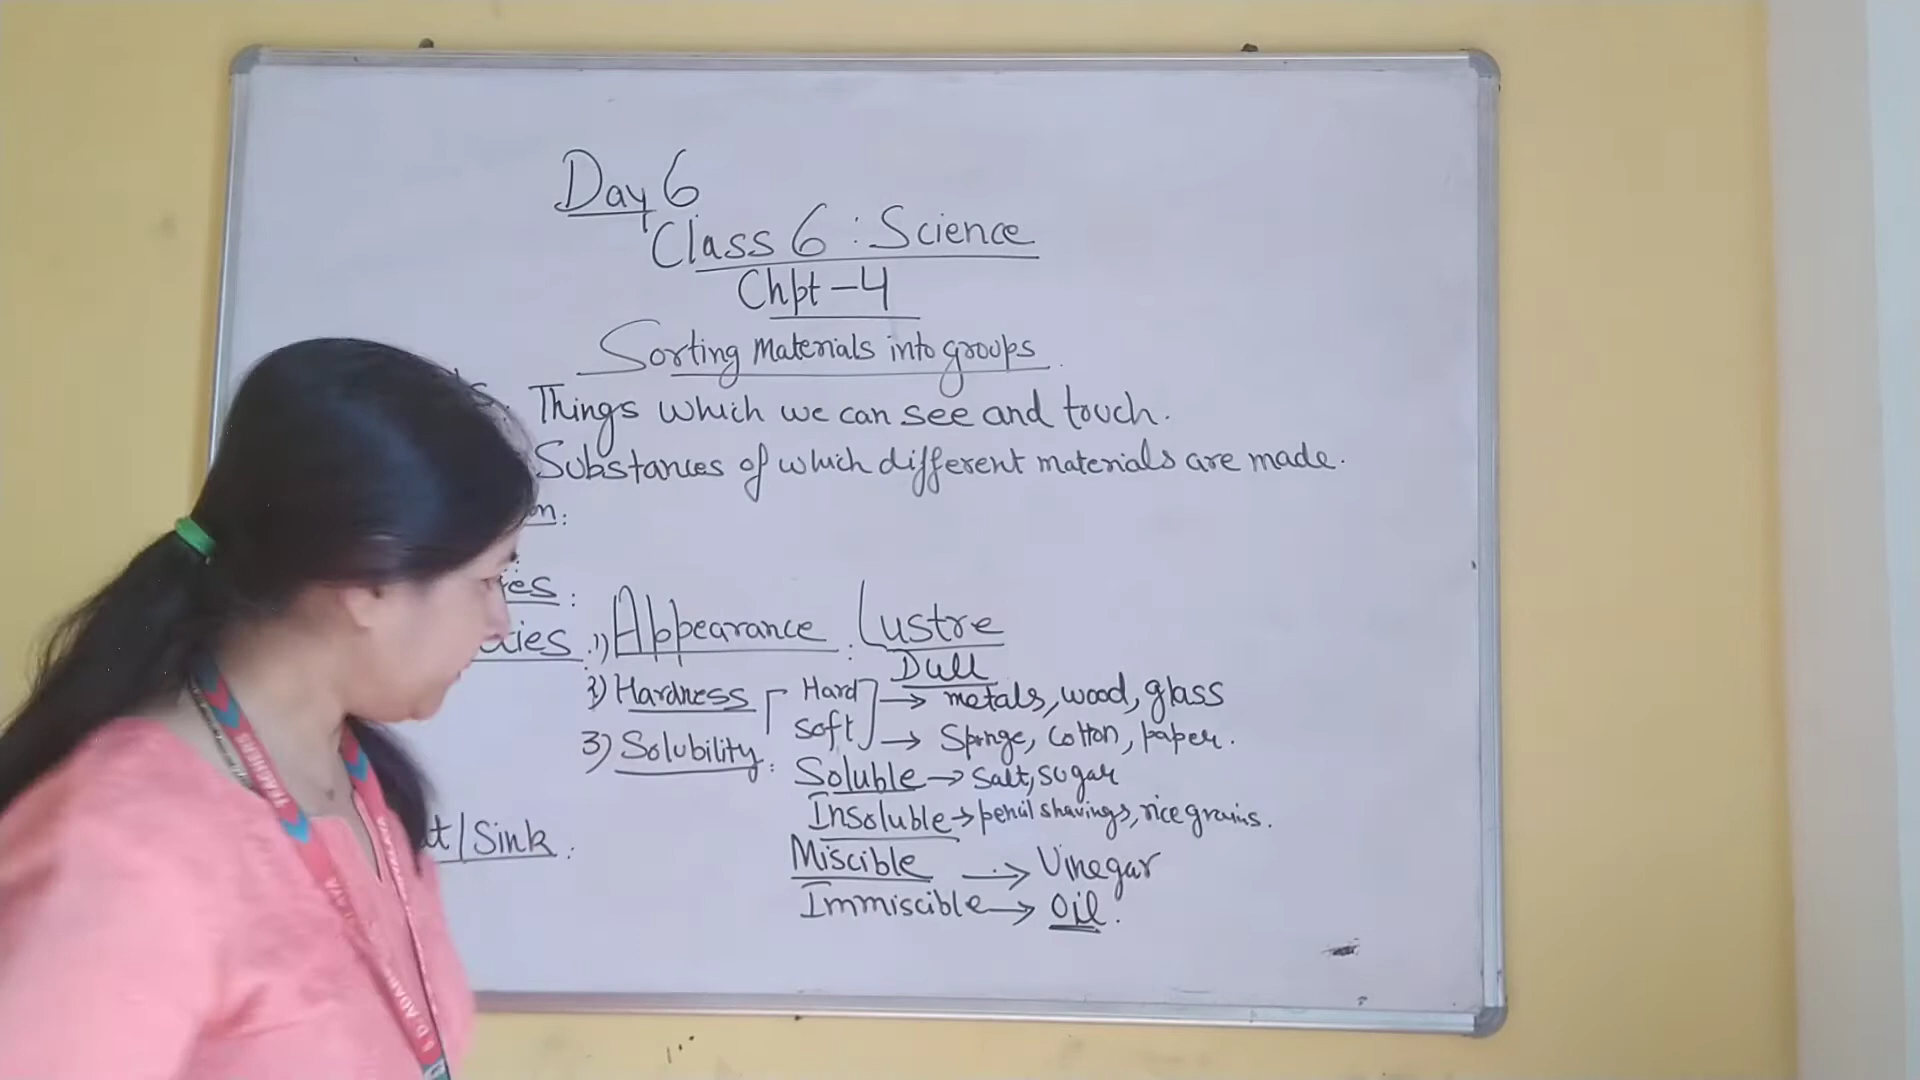 Day 6
Class 6 : Science
Chpt - 4
Sorting Materials into groups.
Things which we can see and touch.
Substances of which different materials are made.
1) Appearance : Lustre
Dull
2) Hardness Hard → metals, wood, glass
Soft → Sponge, Cotton, paper.
3) Solubility : Soluble → Salt, sugar
Insoluble → pencil shavings, rice grains.
/Sink :
Miscible → Vinegar
Immiscible → Oil.
TEACHERS